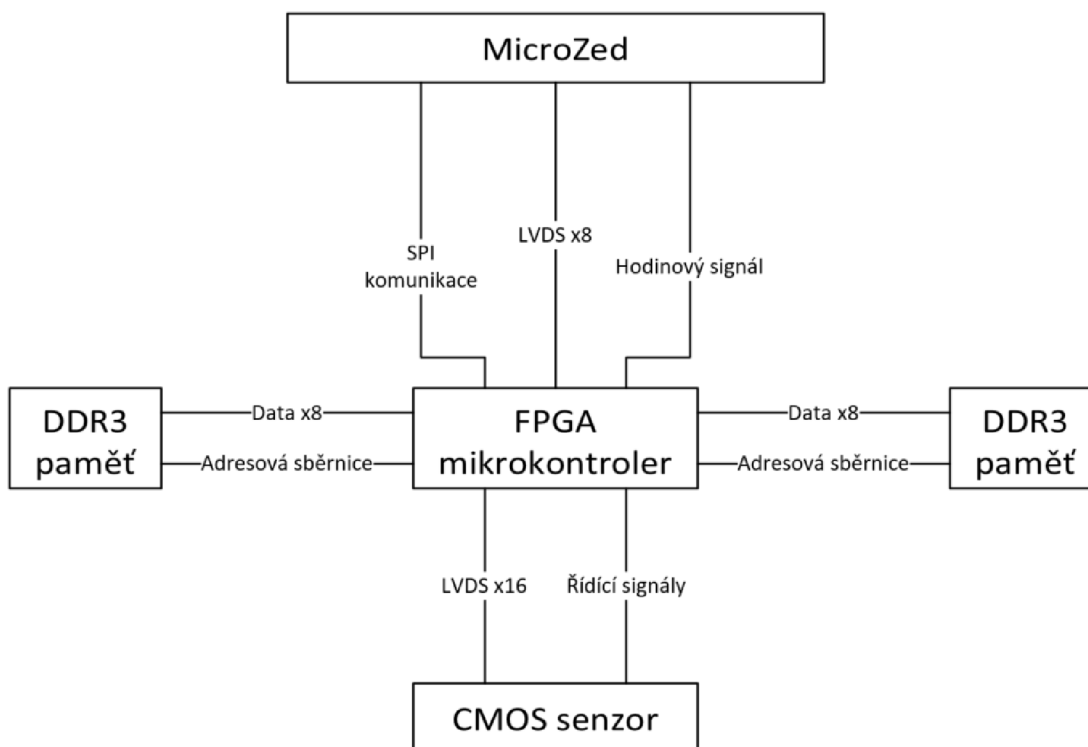 MicroZed
SPI
komunikace
LVDS x8
Hodinový signál
DDR3
paměť
Data x8
Adresová sběrnice
FPGA
mikrokontroler
Data x8
Adresová sběrnice
DDR3
paměť
LVDS x16
Řídící signály
CMOS senzor